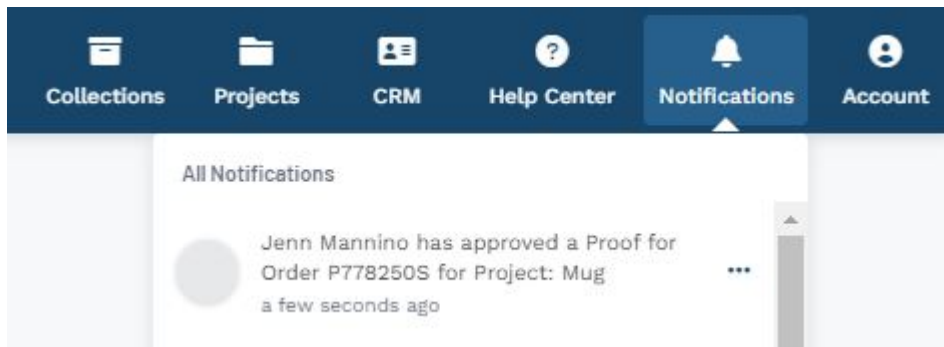 Collections
Projects
CRM
Help Center
Notifications
Account
All Notifications
Jenn Mannino has approved a Proof for
Order P778250S for Project: Mug
a few seconds ago